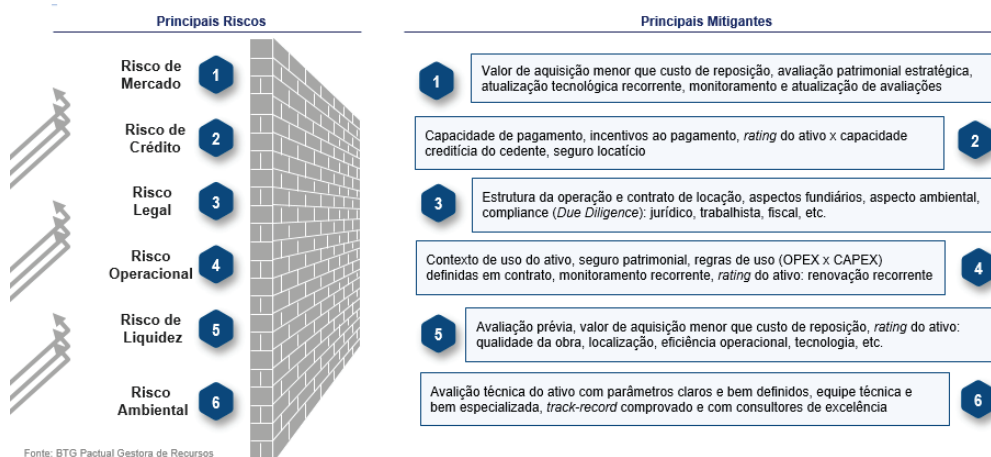 Principais Riscos
Principais Mitigantes
Risco de
Mercado
1
1
Valor de aquisição menor que custo de reposição, avaliação patrimonial estratégica,
atualização tecnológica recorrente, monitoramento e atualização de avaliações
Risco de
Crédito
2
Capacidade de pagamento, incentivos ao pagamento, rating do ativo x capacidade
creditícia do cedente, seguro locatício
2
Risco
Legal
3
3
Estrutura da operação e contrato de locação, aspectos fundiários, aspecto ambiental,
compliance (Due Diligence): jurídico, trabalhista, fiscal, etc.
Risco
Operacional
4
Contexto de uso do ativo, seguro patrimonial, regras de uso (OPEX x CAPEX)
definidas em contrato, monitoramento recorrente, rating do ativo: renovação recorrente
4
Risco de
Liquidez
5
5
Avaliação prévia, valor de aquisição menor que custo de reposição, rating do ativo:
qualidade da obra, localização, eficiência operacional, tecnologia, etc.
Risco
Ambiental
6
Avalição técnica do ativo com parâmetros claros e bem definidos, equipe técnica e
bem especializada, track-record comprovado e com consultores de excelência
6
Fonte: BTG Pactual Gestora de Recursos